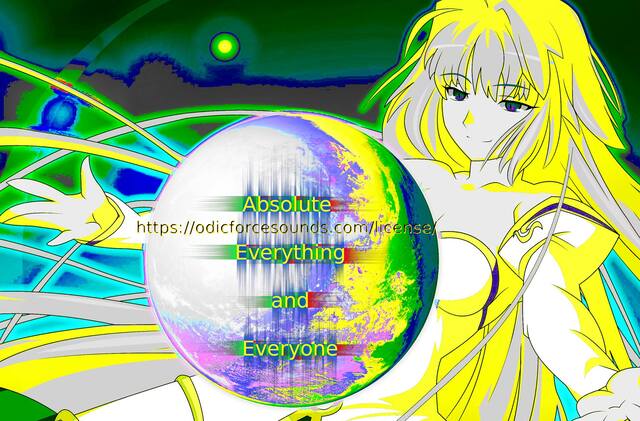 Absolute
https://odicforcesounds.com/license/
Everything
and
Everyone